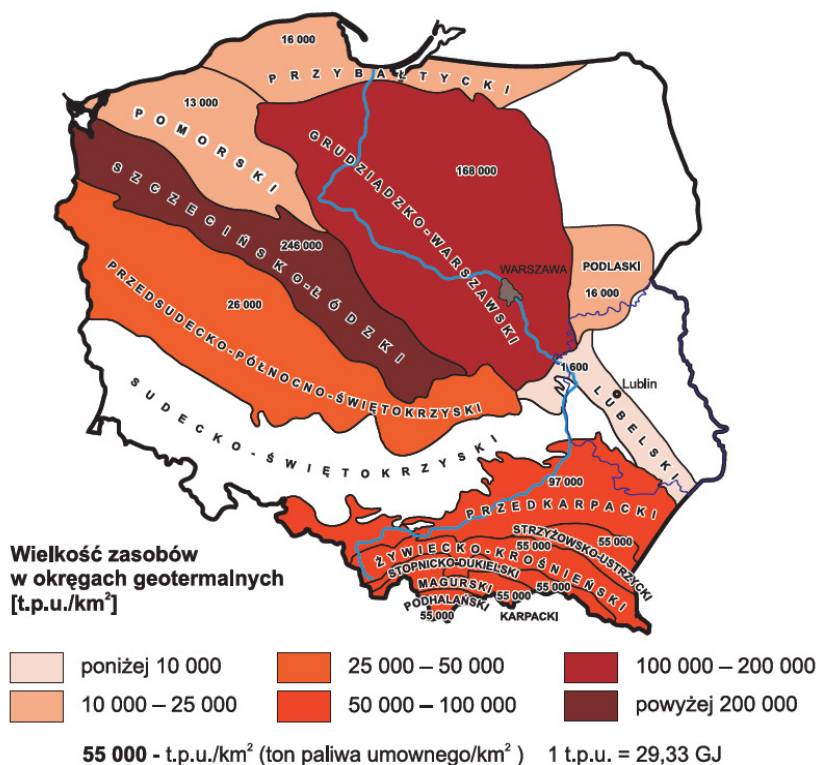 16 000
PRZYBAŁTYCKI
13 000
POMORSKI
GRUDZIĄDZKO-WARSZAWSKI
168 000
SZCZECIŃSKO-ŁÓDZKI
246 000
WARSZAWA
PODLASKI
16 000
26 000
PRZEDSUDECKO-PÓŁNOCNO-ŚWIĘTOKRZYSKI
1 600
Lublin
LUBELSKI
SUDECKO-ŚWIĘTOKRZYSKI
97 000
PRZEDKARPACKI
STRZYŻOWSKO-USTRZYCKI
55 000
55 000
ŻYWIECKO-KROŚNIEŃSKI
STOPNICKO-DUKIELSKI
55 000
MAGURSKI
55 000
PODHALAŃSKI
55 000
KARPACKI
Wielkość zasobów
w okręgach geotermalnych
[t.p.u./km²]
poniżej 10 000
25 000 – 50 000
100 000 – 200 000
10 000 – 25 000
50 000 – 100 000
powyżej 200 000
55 000 - t.p.u./km² (ton paliwa umownego/km² ) 1 t.p.u. = 29,33 GJ